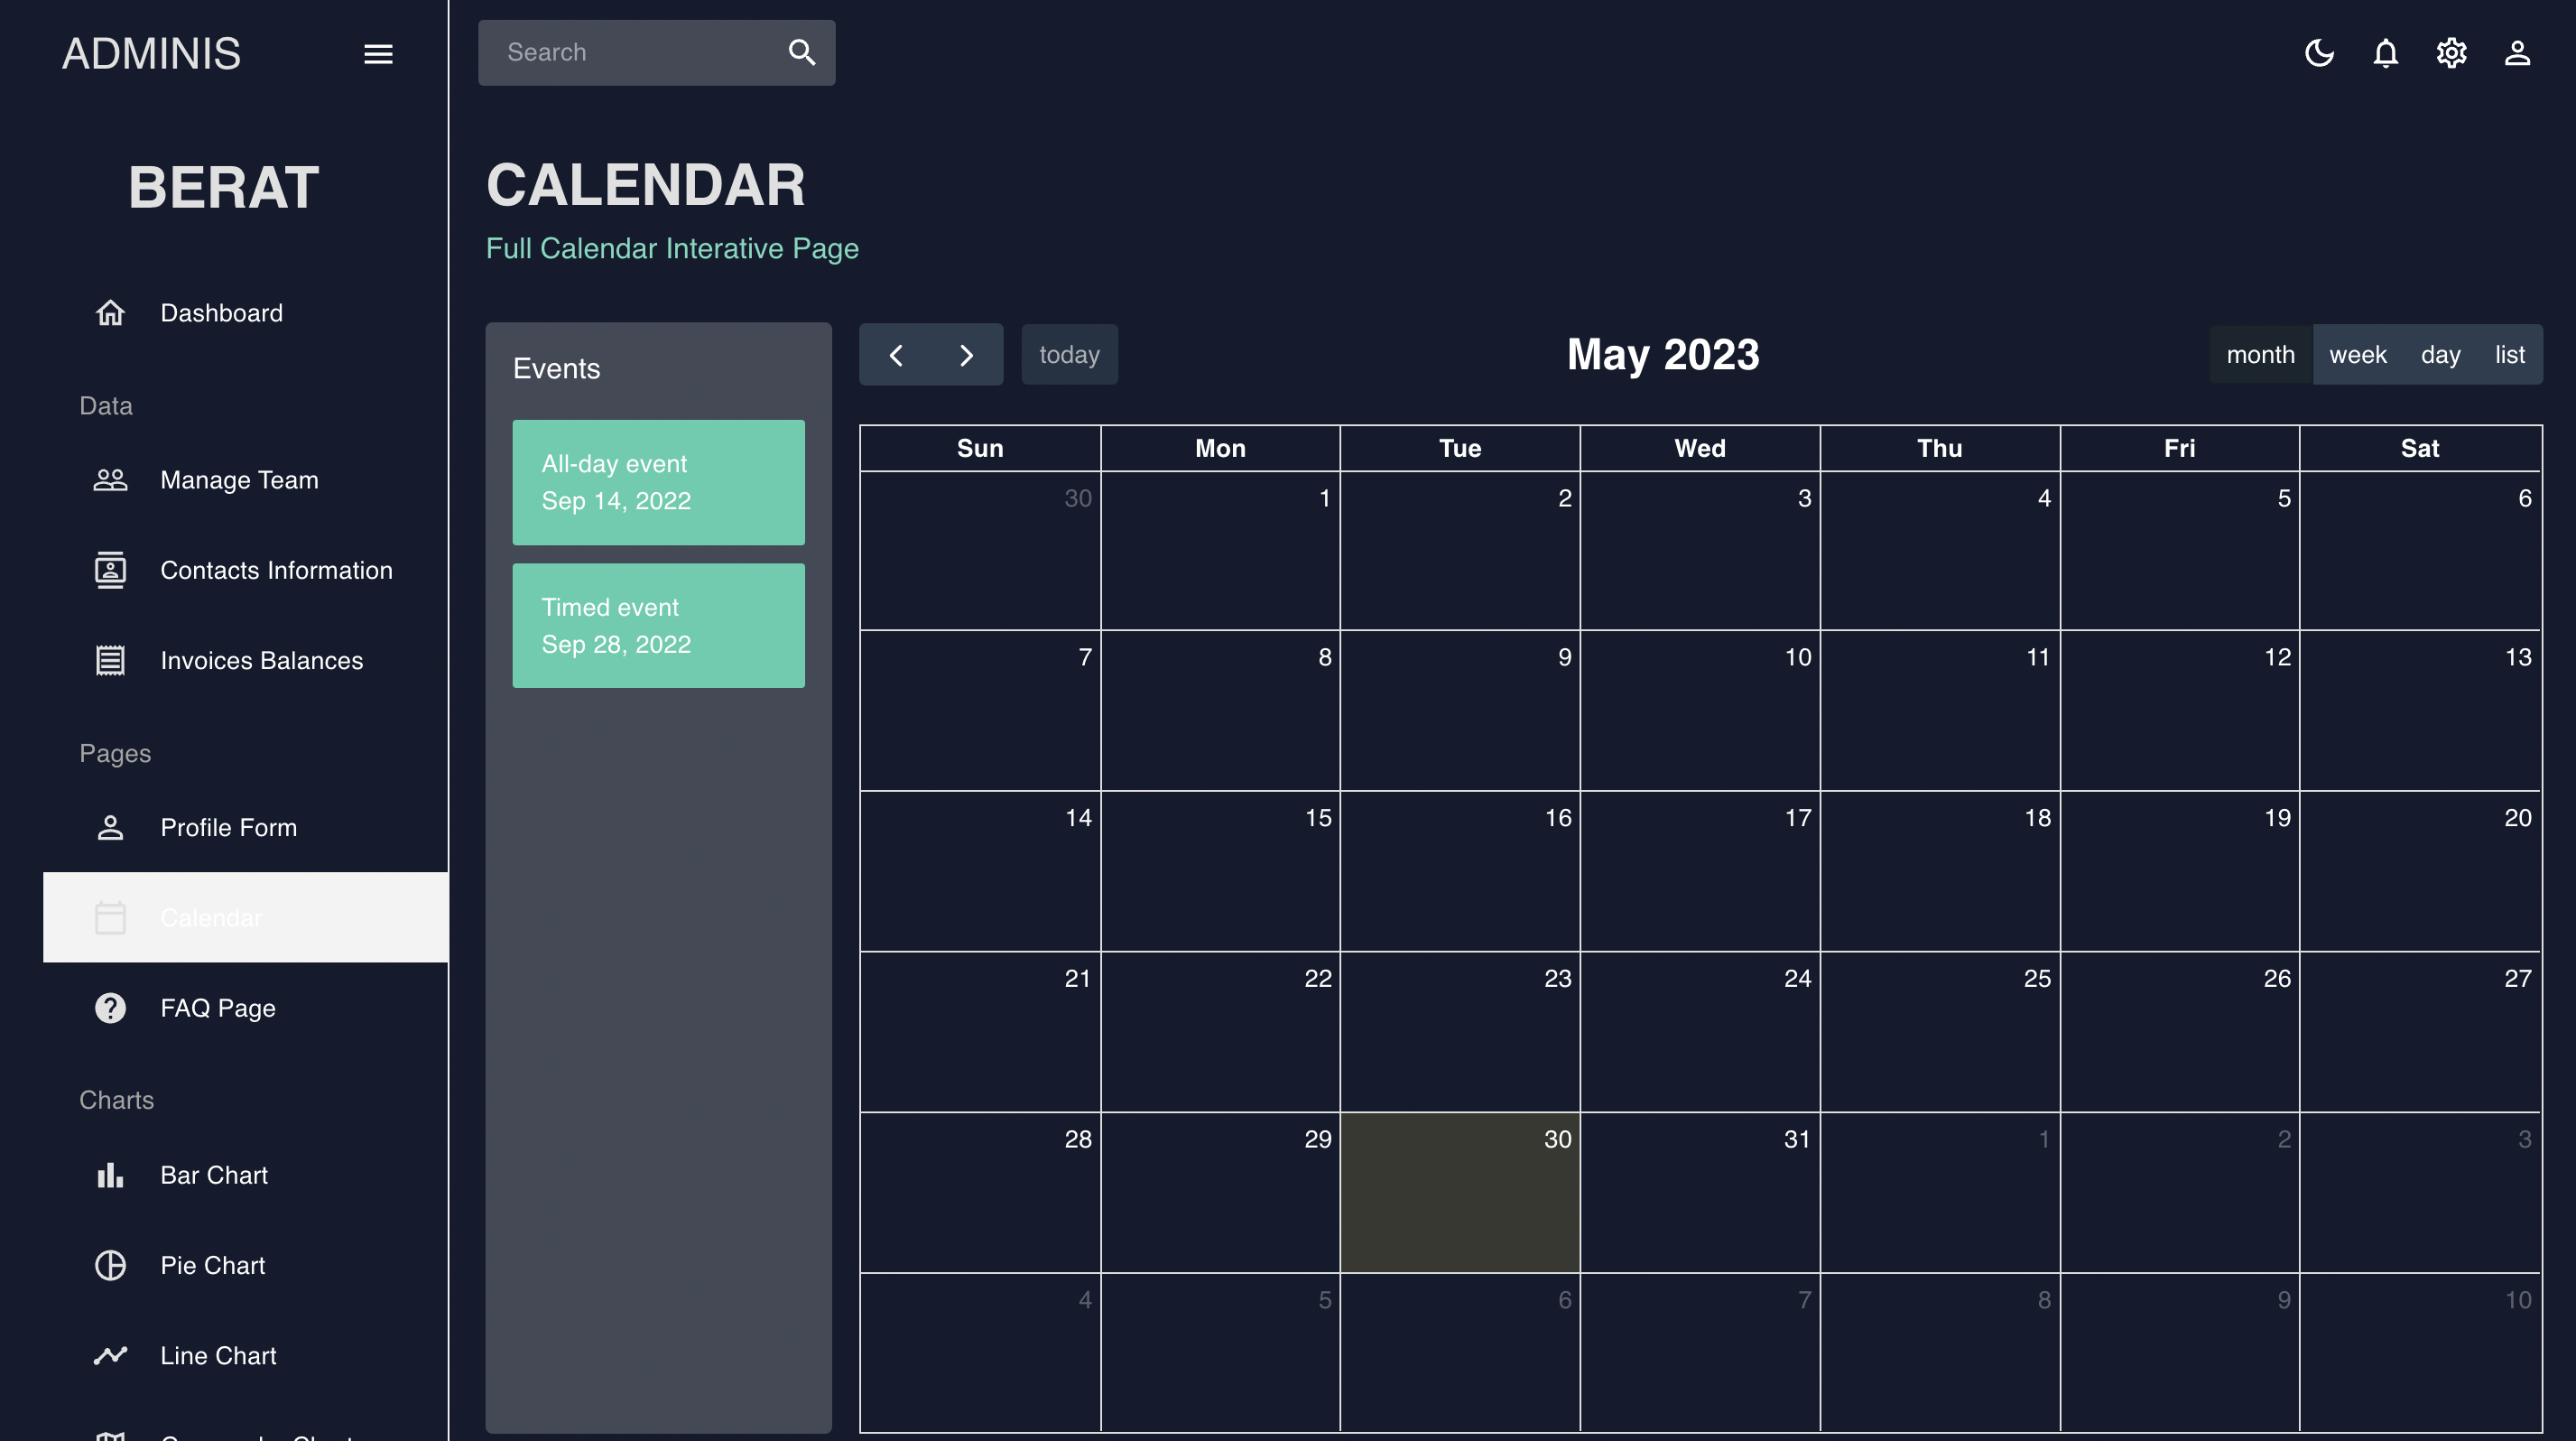 ADMINIS
Search
BERAT
Dashboard
Data
Manage Team
Contacts Information
Invoices Balances
Pages
Profile Form
Calendar
FAQ Page
Charts
Bar Chart
Pie Chart
Line Chart
CALENDAR
Full Calendar Interative Page
Events
All-day event
Sep 14, 2022
Timed event
Sep 28, 2022
today
May 2023
month week day list
Sun Mon Tue Wed Thu Fri Sat
30 1 2 3 4 5 6
7 8 9 10 11 12 13
14 15 16 17 18 19 20
21 22 23 24 25 26 27
28 29 30 31 1 2 3
4 5 6 7 8 9 10